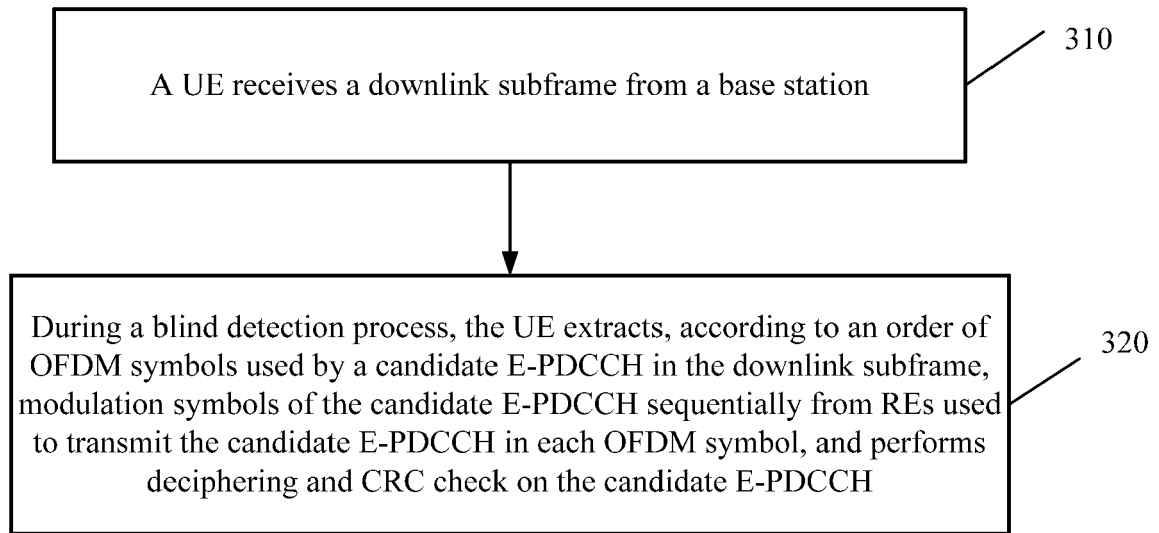 310
A UE receives a downlink subframe from a base station
During a blind detection process, the UE extracts, according to an order of
OFDM symbols used by a candidate E-PDCCH in the downlink subframe,
modulation symbols of the candidate E-PDCCH sequentially from REs used
to transmit the candidate E-PDCCH in each OFDM symbol, and performs
deciphering and CRC check on the candidate E-PDCCH
320